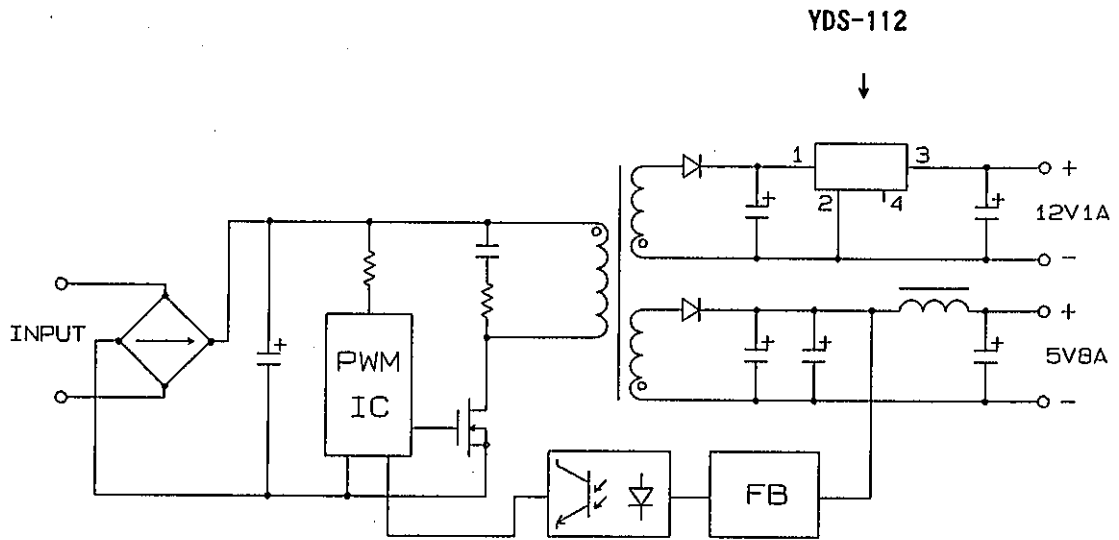 YDS-112
1
3
+
+
2
4
+
12V1A
-
+
+
INPUT
+
PWM
IC
+
+
+
5V8A
-
FB